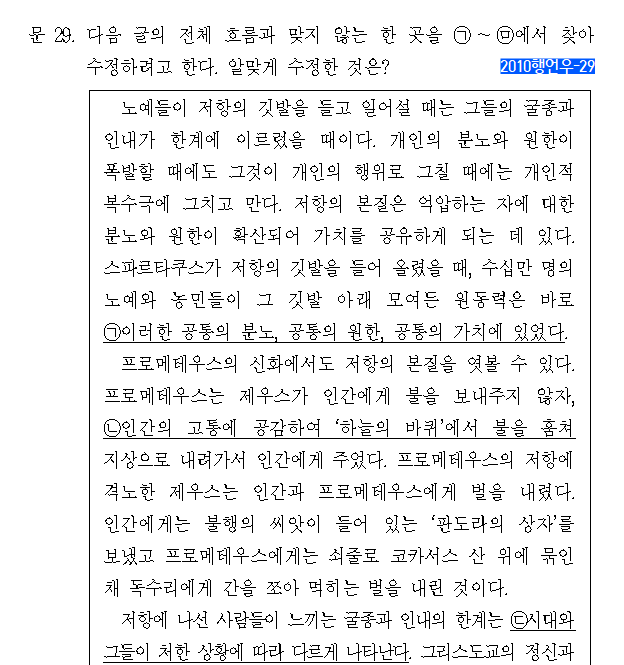 문 29. 다음 글의 전체 흐름과 맞지 않는 한 곳을 ㉠~㉤에서 찾아
수정하려고 한다. 알맞게 수정한 것은?
2010행언우-29
노예들이 저항의 깃발을 들고 일어설 때는 그들의 굴종과
인내가 한계에 이르렀을 때이다. 개인의 분노와 원한이
폭발할 때에도 그것이 개인의 행위로 그칠 때에는 개인적
복수극에 그치고 만다. 저항의 본질은 억압하는 자에 대한
분노와 원한이 확산되어 가치를 공유하게 되는 데 있다.
스파르타쿠스가 저항의 깃발을 들어 올렸을 때, 수십만 명의
노예와 농민들이 그 깃발 아래 모여든 원동력은 바로
㉠이러한 공통의 분노, 공통의 원한, 공통의 가치에 있었다.
프로메테우스의 신화에서도 저항의 본질을 엿볼 수 있다.
프로메테우스는 제우스가 인간에게 불을 보내주지 않자,
㉡인간의 고통에 공감하여 ‘하늘의 바퀴’에서 불을 훔쳐
지상으로 내려가서 인간에게 주었다. 프로메테우스의 저항에
격노한 제우스는 인간과 프로메테우스에게 벌을 내렸다.
인간에게는 불행의 씨앗이 들어 있는 ‘판도라의 상자’를
보냈고 프로메테우스에게는 쇠줄로 코카서스 산 위에 묶인
채 독수리에게 간을 쪼아 먹히는 벌을 내린 것이다.
저항에 나선 사람들이 느끼는 굴종과 인내의 한계는 ㉢시대와
그들이 처한 상황에 따라 다르게 나타난다. 그리스도교의 정신과